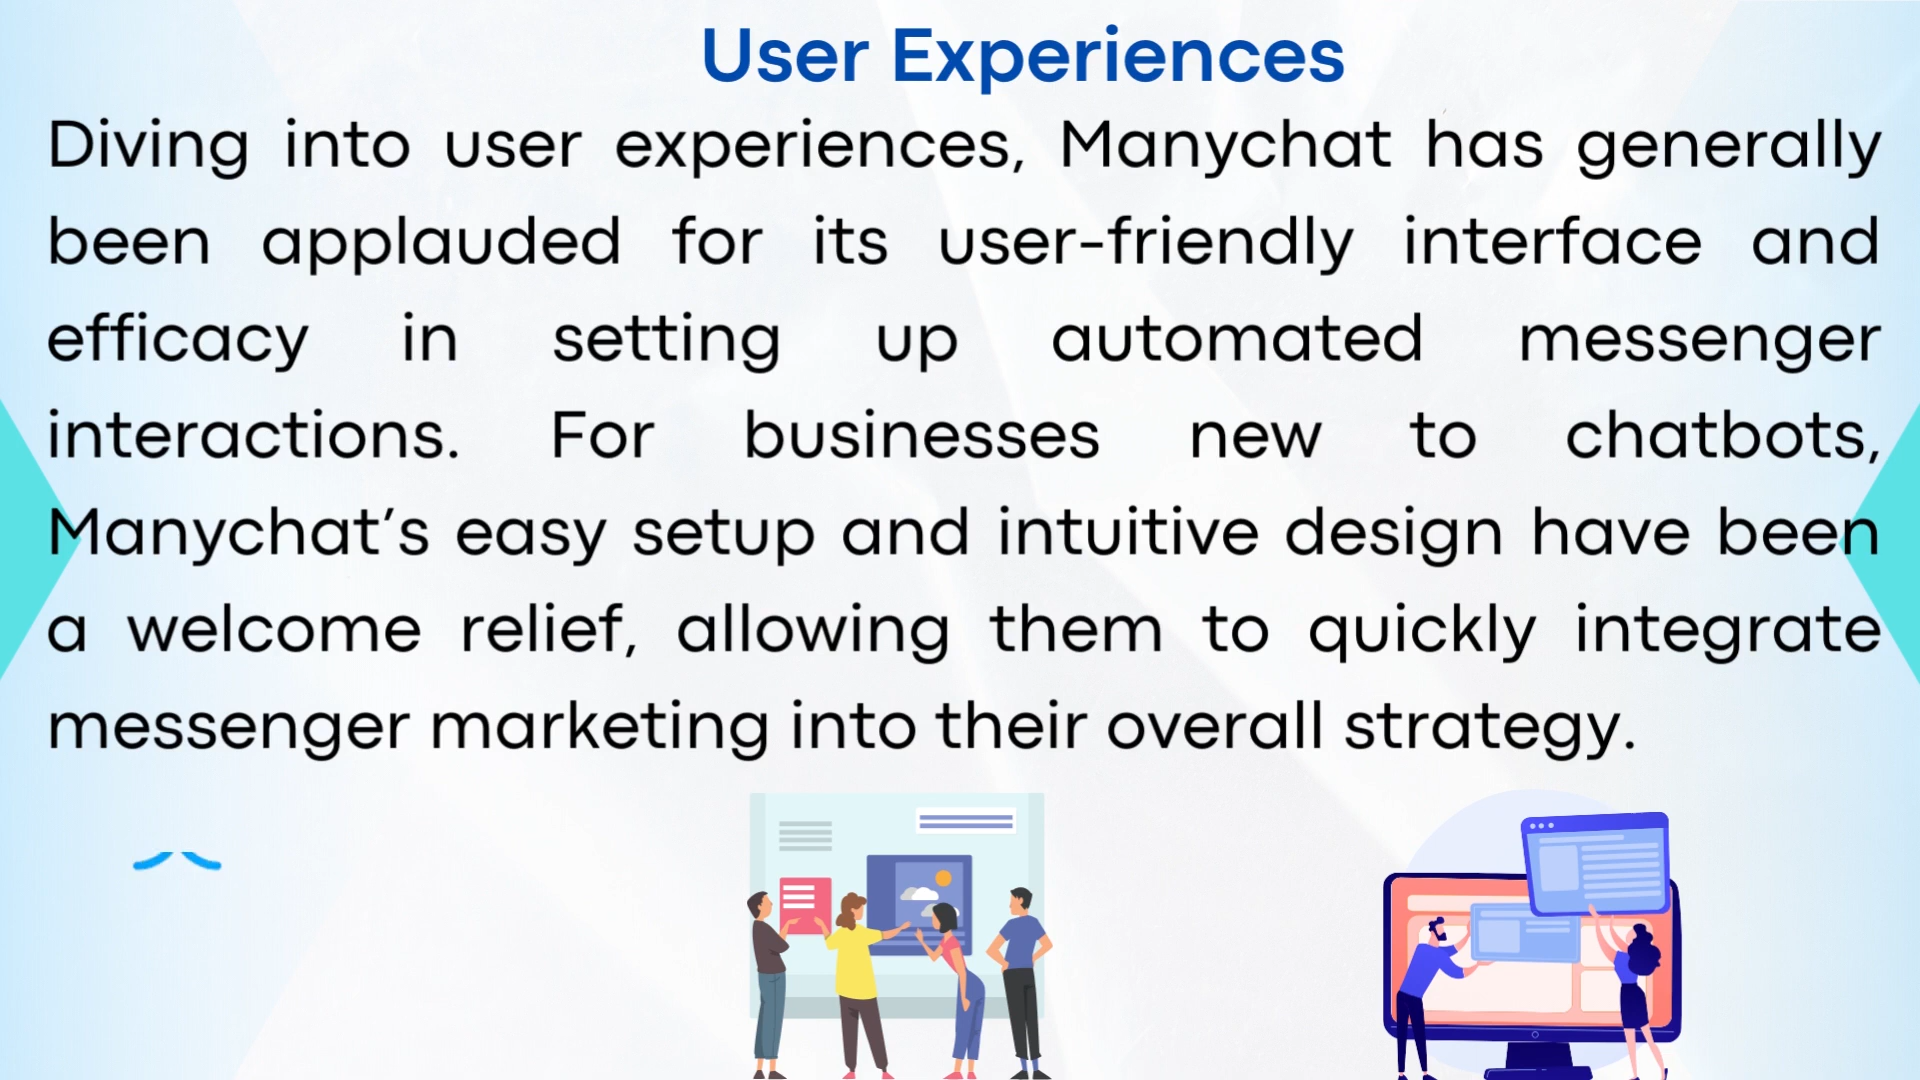 User Experiences
Diving into user experiences, Manychat has generally
been applauded for its user-friendly interface and
efficacy in setting up automated messenger
interactions. For businesses new to chatbots,
Manychat’s easy setup and intuitive design have been
a welcome relief, allowing them to quickly integrate
messenger marketing into their overall strategy.